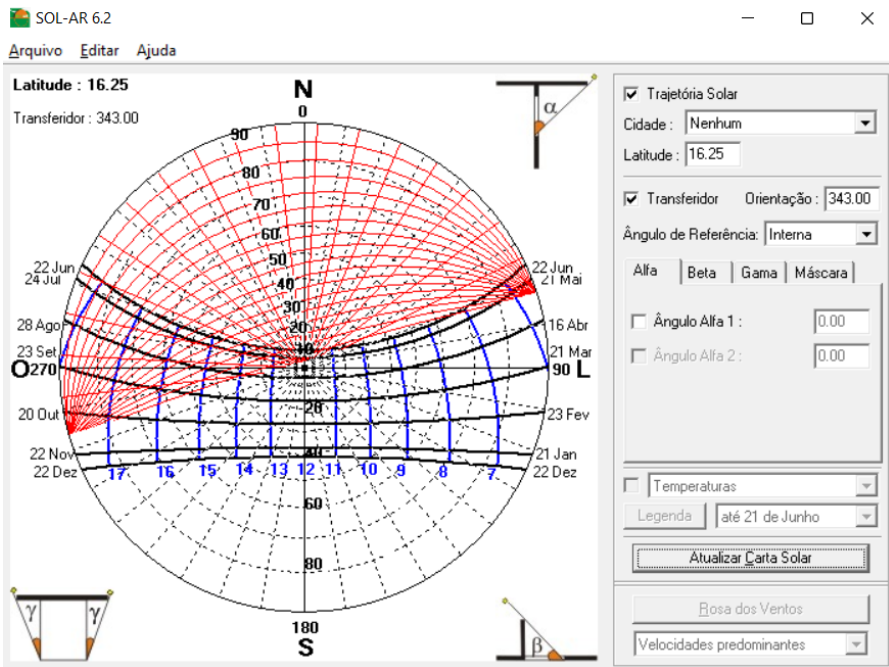 SOL-AR 6.2
Arquivo Editar Ajuda
Latitude : 16.25
Transferidor : 343.00
N
0
90
80
70
60
50
40
30
20
10
22 Jun
24 Jul
28 Ago
23 Set
O 270
20 Out
22 Nov
22 Dez
22 Jun
21 Mai
16 Abr
21 Mar
90 L
23 Fev
21 Jan
22 Dez
20
40
17 16 15 14 13 12 11 10 9 8 7
60
80
180
S
α
γ γ
β
Trajetória Solar
Cidade : Nenhum
Latitude : 16.25
Transferidor Orientação : 343.00
Ângulo de Referência: Interna
Alfa Beta Gama Máscara
Ângulo Alfa 1 : 0.00
Ângulo Alfa 2 : 0.00
Temperaturas
Legenda até 21 de Junho
Atualizar Carta Solar
Rosa dos Ventos
Velocidades predominantes